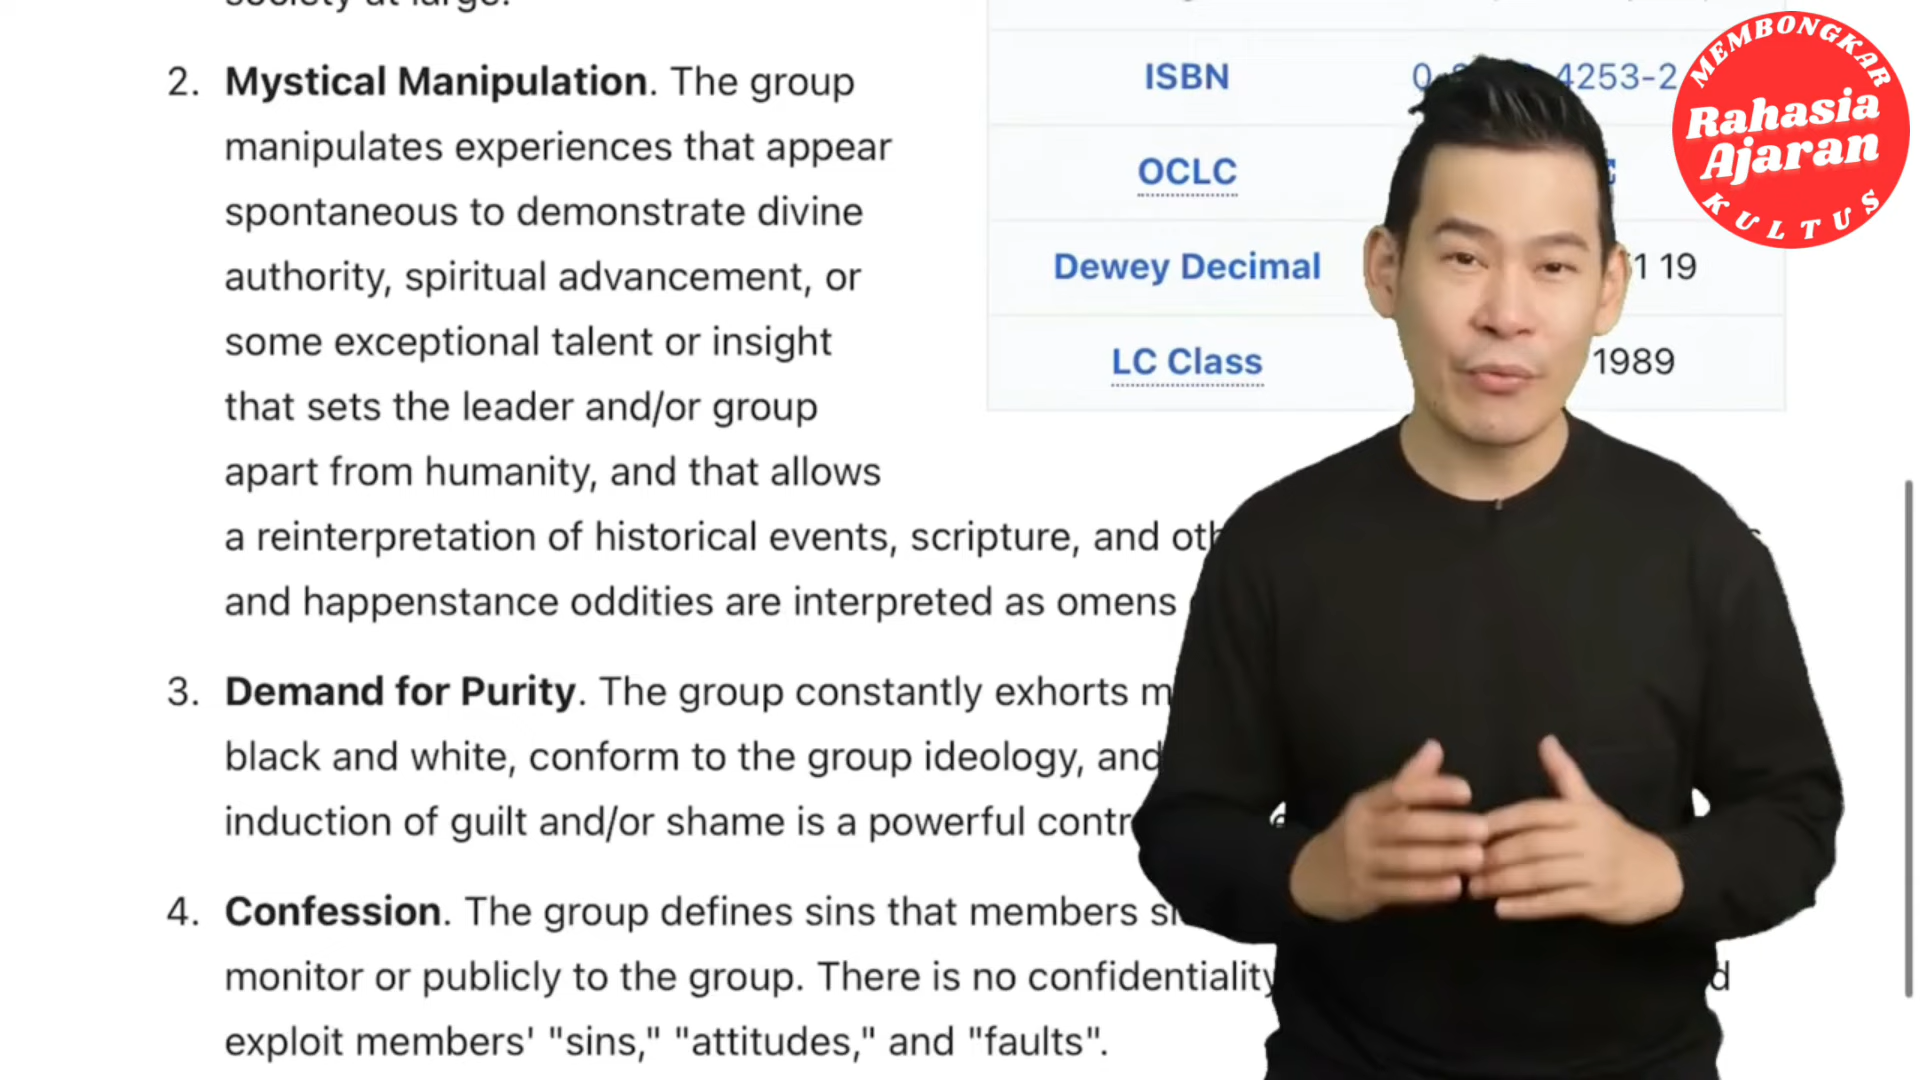 society at large.
2. Mystical Manipulation. The group
manipulates experiences that appear
spontaneous to demonstrate divine
authority, spiritual advancement, or
some exceptional talent or insight
that sets the leader and/or group
apart from humanity, and that allows
a reinterpretation of historical events, scripture, and
and happenstance oddities are interpreted as omens
3. Demand for Purity. The group constantly exhorts
black and white, conform to the group ideology, and
induction of guilt and/or shame is a powerful
4. Confession. The group defines sins that members
monitor or publicly to the group. There is no confidentiality
exploit members' "sins," "attitudes," and "faults".
ISBN 4253-2
OCLC
Dewey Decimal 1 19
LC Class 1989
MEMBONGKAR
Rahasia
Ajaran
KULTUS